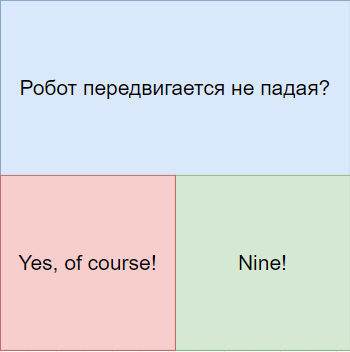 Робот передвигается не падая?
Yes, of course!
Nine!